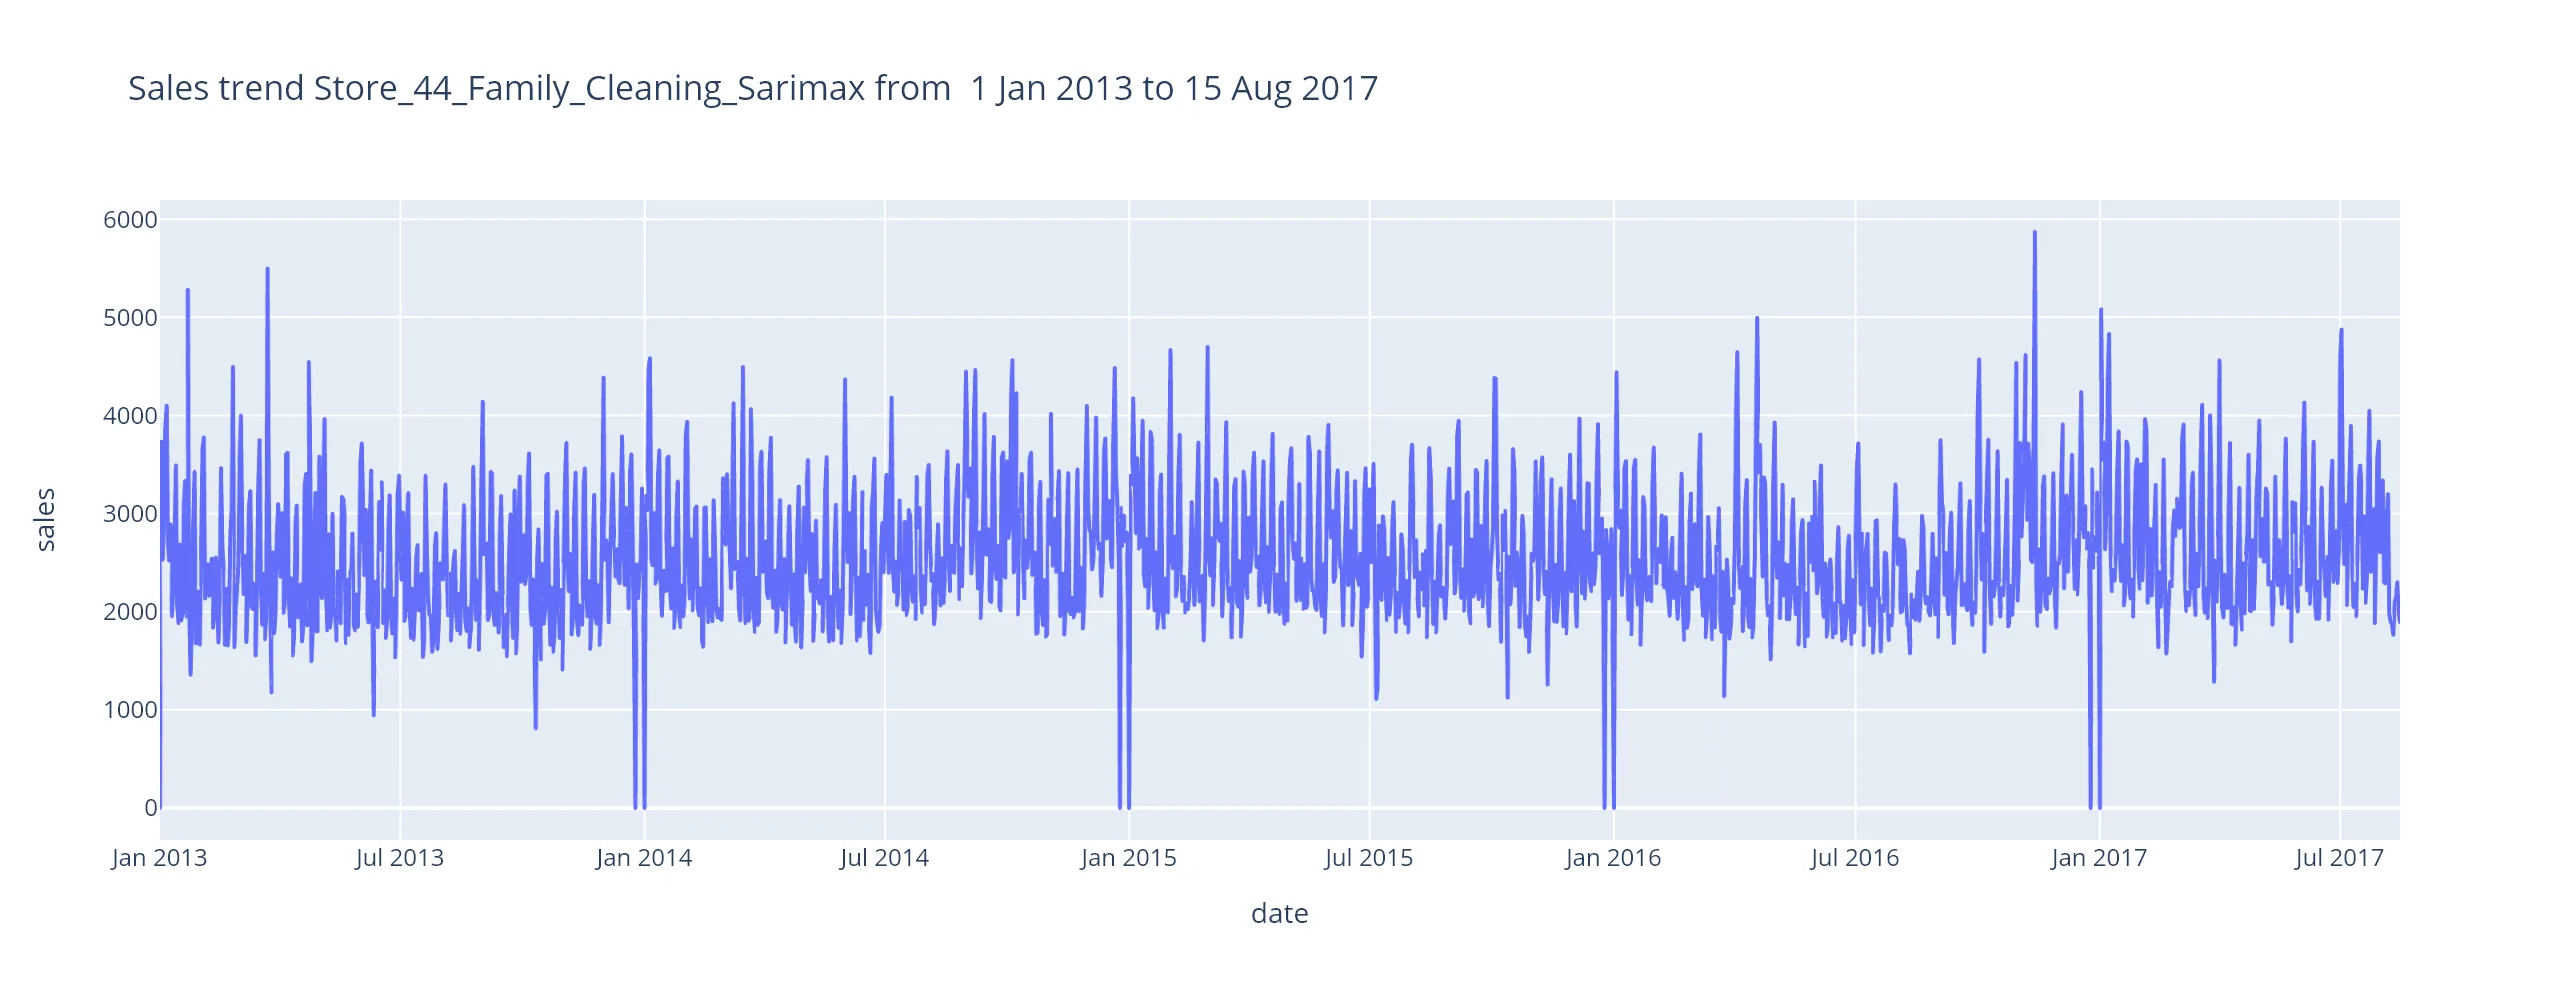 Sales trend Store_44_Family_Cleaning_Sarimax from  1 Jan 2013 to 15 Aug 2017
6000
5000
4000
3000
2000
1000
0
sales
Jan 2013 Jul 2013 Jan 2014 Jul 2014 Jan 2015 Jul 2015 Jan 2016 Jul 2016 Jan 2017 Jul 2017
date